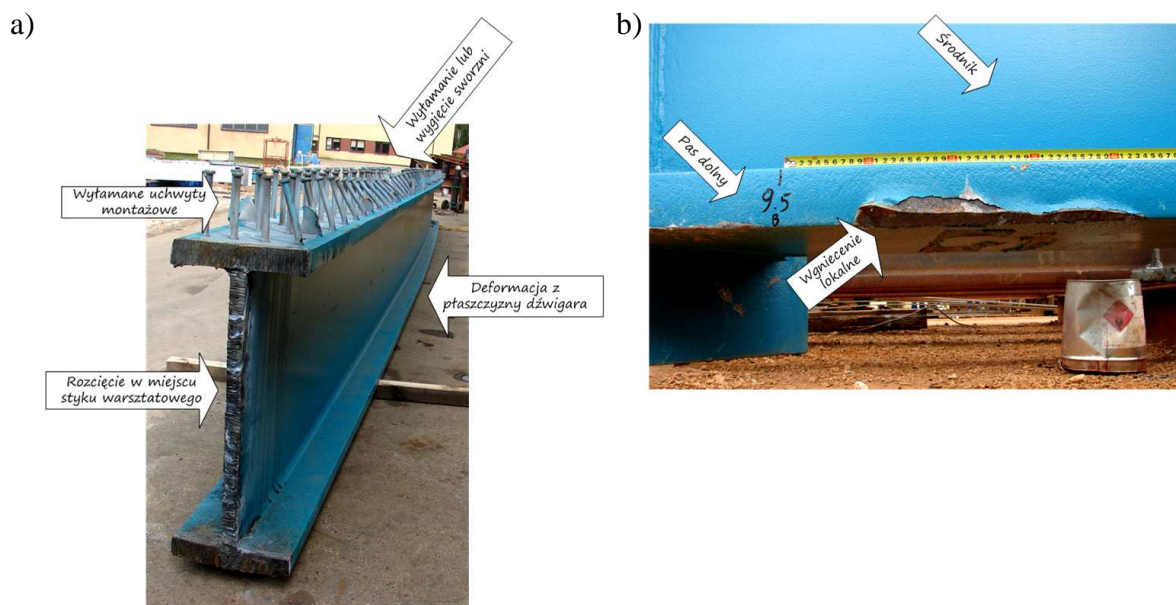 a)
Wyłamanie lub
wygięcie sworzni
Wyłamane uchwyty
montażowe
Deformacja z
płaszczyzny dźwigara
Rozcięcie w miejscu
styku warsztatowego
b)
Środnik
Pas dolny
9.5
B
Wgniecenie
lokalne